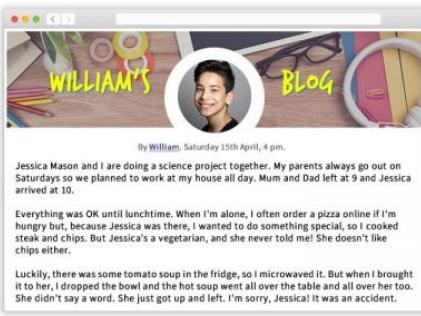 WILLIAM'S BLOG
By William. Saturday 15th April, 4 pm.
Jessica Mason and I are doing a science project together. My parents always go out on
Saturdays so we planned to work at my house all day. Mum and Dad left at 9 and Jessica
arrived at 10.
Everything was OK until lunchtime. When I'm alone, I often order a pizza online if I'm
hungry but, because Jessica was there, I wanted to do something special, so I cooked
steak and chips. But Jessica's a vegetarian, and she never told me! She doesn't like
chips either.
Luckily, there was some tomato soup in the fridge, so I microwaved it. But when I brought
it to her, I dropped the bowl and the hot soup went all over the table and all over her too.
She didn't say a word. She just got up and left. I'm sorry, Jessica! It was an accident.